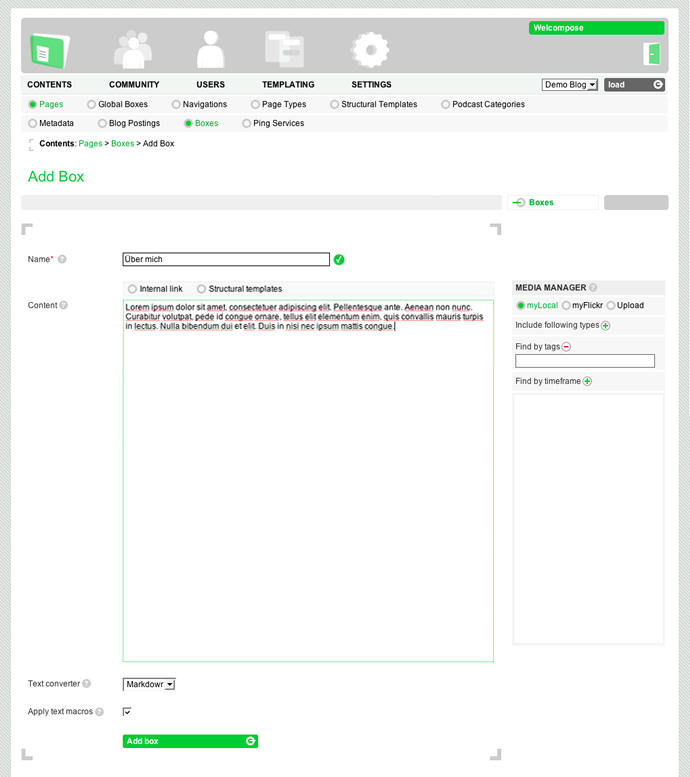 Welcompose
CONTENTS COMMUNITY USERS TEMPLATING SETTINGS Demo Blog load
Pages Global Boxes Navigations Page Types Structural Templates Podcast Categories
Metadata Blog Postings Boxes Ping Services
Contents: Pages > Boxes > Add Box
Add Box
Boxes
Name* ? Über mich
Internal link Structural templates
MEDIA MANAGER ?
Content ?
Lorem ipsum dolor sit amet, consectetuer adipiscing elit. Pellentesque ante. Aenean non nunc.
Curabitur volutpat, pede id congue ornare, tellus elit elementum enim, quis convallis mauris turpis
in lectus. Nulla bibendum dui et elit. Duis in nisi nec ipsum mattis congue.
myLocal myFlickr Upload
Include following types
Find by tags
Find by timeframe
Text converter ? Markdowr
Apply text macros ?
Add box